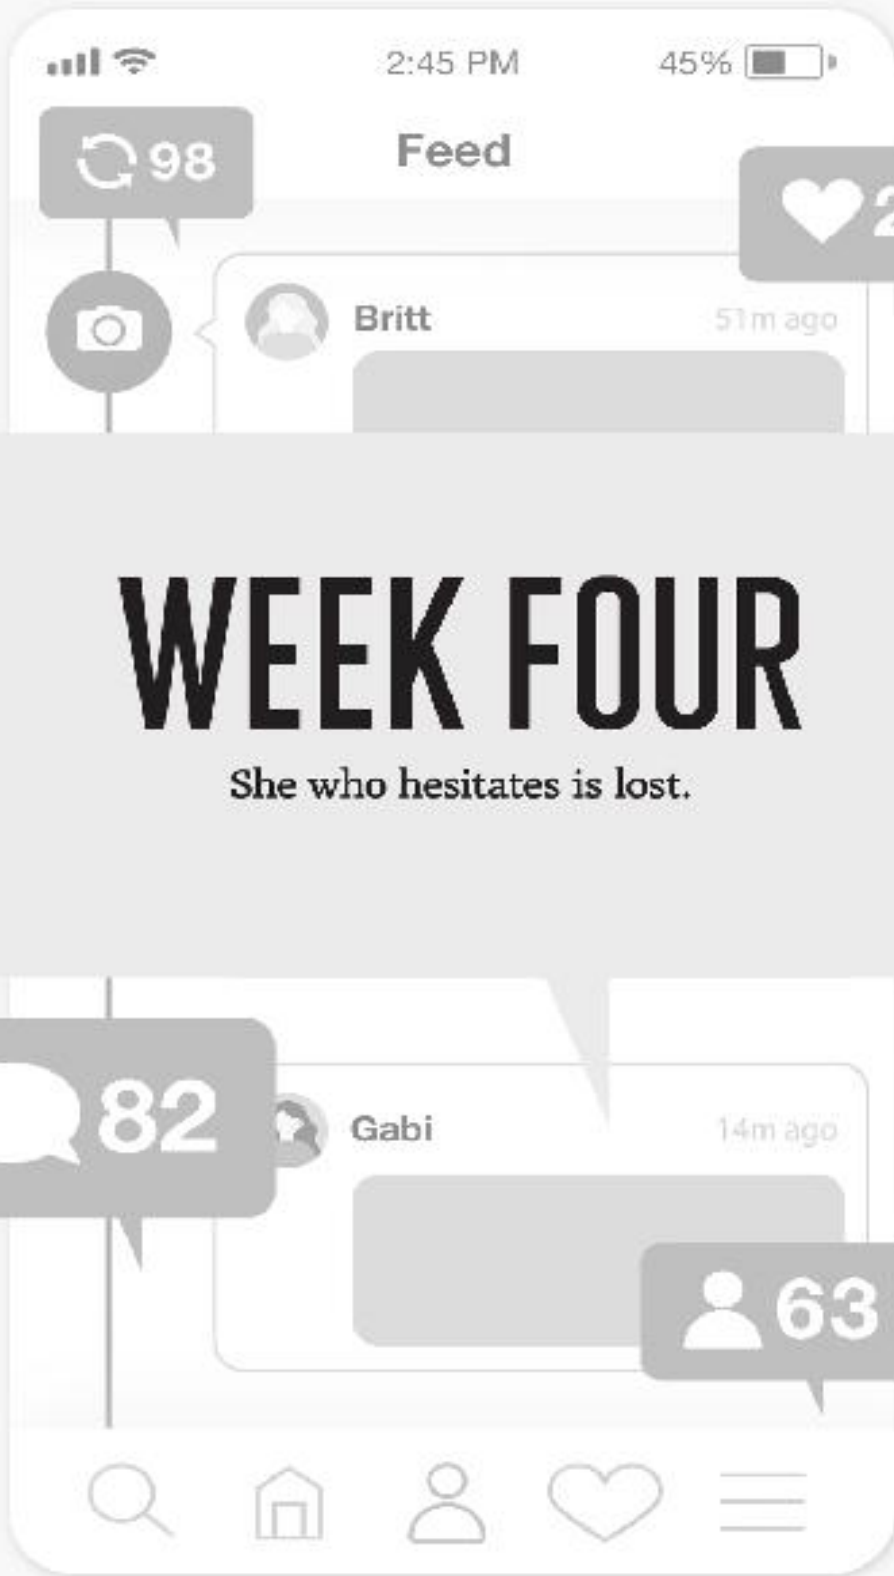 2:45 PM
45%
98
Feed
2
Britt
51m ago
WEEK FOUR
She who hesitates is lost.
82
Gabi
14m ago
63